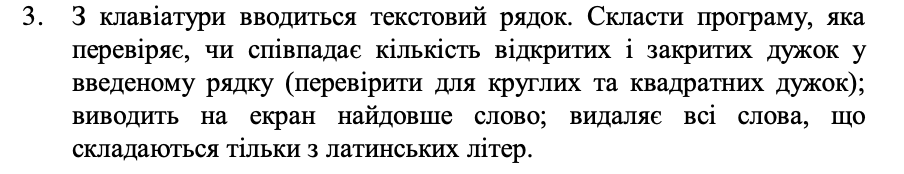 3. З клавіатури вводиться текстовий рядок. Скласти програму, яка
перевіряє, чи співпадає кількість відкритих і закритих дужок у
введеному рядку (перевірити для круглих та квадратних дужок);
виводить на екран найдовше слово; видаляє всі слова, що
складаються тільки з латинських літер.